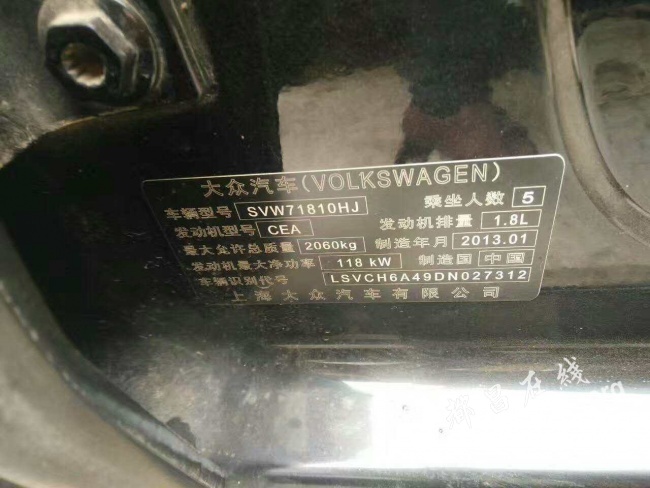 大众汽车(VOLKSWAGEN)
车辆型号 SVW71810HJ 乘坐人数 5
发动机型号 CEA 发动机排量 1.8L
最大允许总质量 2060kg 制造年月 2013.01
发动机最大净功率 118 kW 制造国 中国
车辆识别代号 LSVCH6A49DN027312
上海大众汽车有限公司
在线